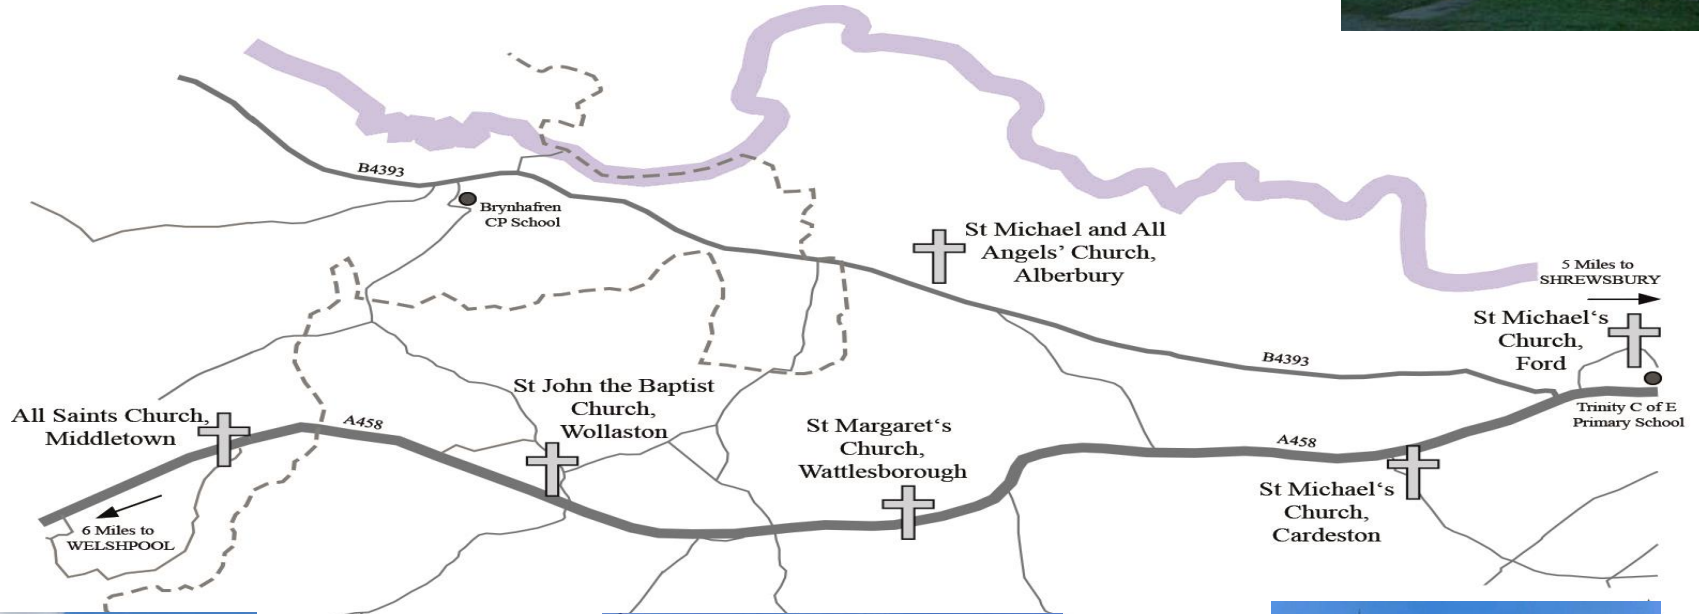 B4393
Brynhafren
CP School
St Michael and All
Angels’ Church,
Alberbury
5 Miles to
SHREWSBURY
St Michael‘s
Church,
Ford
B4393
Trinity C of E
Primary School
St John the Baptist
Church,
Wollaston
All Saints Church,
Middletown
A458
St Margaret‘s
Church,
Wattlesborough
A458
St Michael‘s
Church,
Cardeston
6 Miles to
WELSHPOOL